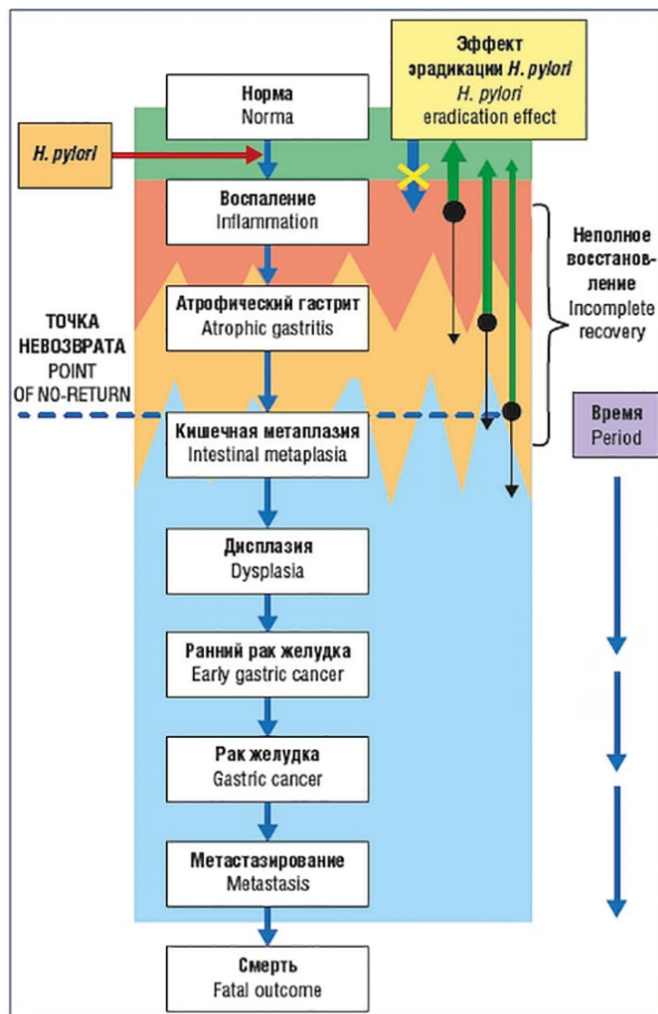 Эффект
эрадикации H. pylori
H. pylori
eradication effect
Норма
Norma
H. pylori
Воспаление
Inflammation
Неполное
восстанов-
ление
Incomplete
recovery
Атрофический гастрит
Atrophic gastritis
ТОЧКА
НЕВОЗВРАТА
POINT
OF NO-RETURN
Кишечная метаплазия
Intestinal metaplasia
Время
Period
Дисплазия
Dysplasia
Ранний рак желудка
Early gastric cancer
Рак желудка
Gastric cancer
Метастазирование
Metastasis
Смерть
Fatal outcome